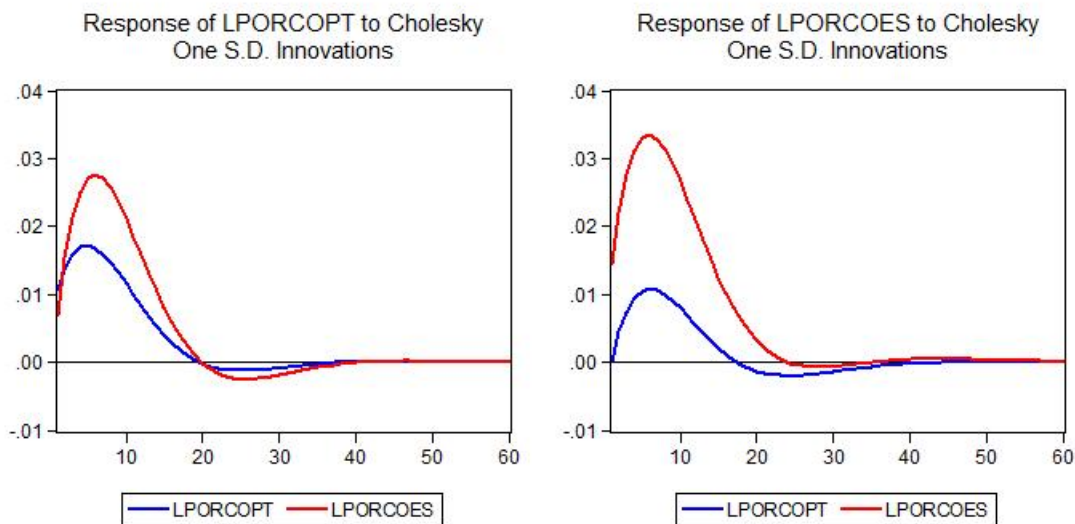 Response of LPORCOPT to Cholesky
One S.D. Innovations
.04
.03
.02
.01
.00
-.01
10 20 30 40 50 60
LPORCOPT LPORCOES
Response of LPORCOES to Cholesky
One S.D. Innovations
.04
.03
.02
.01
.00
-.01
10 20 30 40 50 60
LPORCOPT LPORCOES